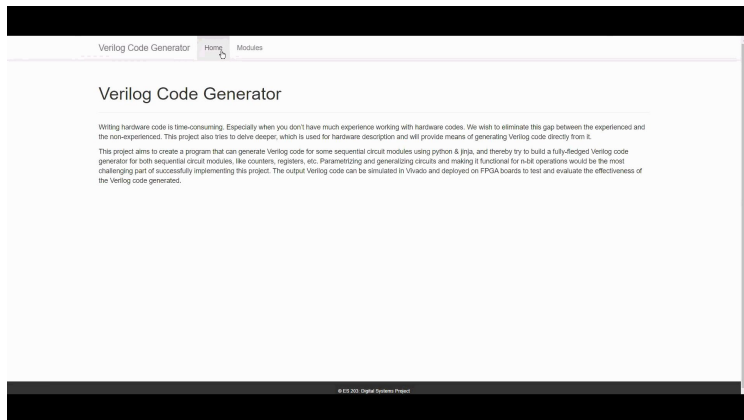 Verilog Code Generator Home Modules
Verilog Code Generator
Writing hardware code is time-consuming. Especially when you don't have much experience working with hardware codes. We wish to eliminate this gap between the experienced and
the non-experienced. This project also tries to delve deeper, which is used for hardware description and will provide means of generating Verilog code directly from it.
This project aims to create a program that can generate Verilog code for some sequential circuit modules using python & jinja, and thereby try to build a fully-fledged Verilog code
generator for both sequential circuit modules, like counters, registers, etc. Parametrizing and generalizing circuits and making it functional for n-bit operations would be the most
challenging part of successfully implementing this project. The output Verilog code can be simulated in Vivado and deployed on FPGA boards to test and evaluate the effectiveness of
the Verilog code generated.
© ES 203: Digital Systems Project